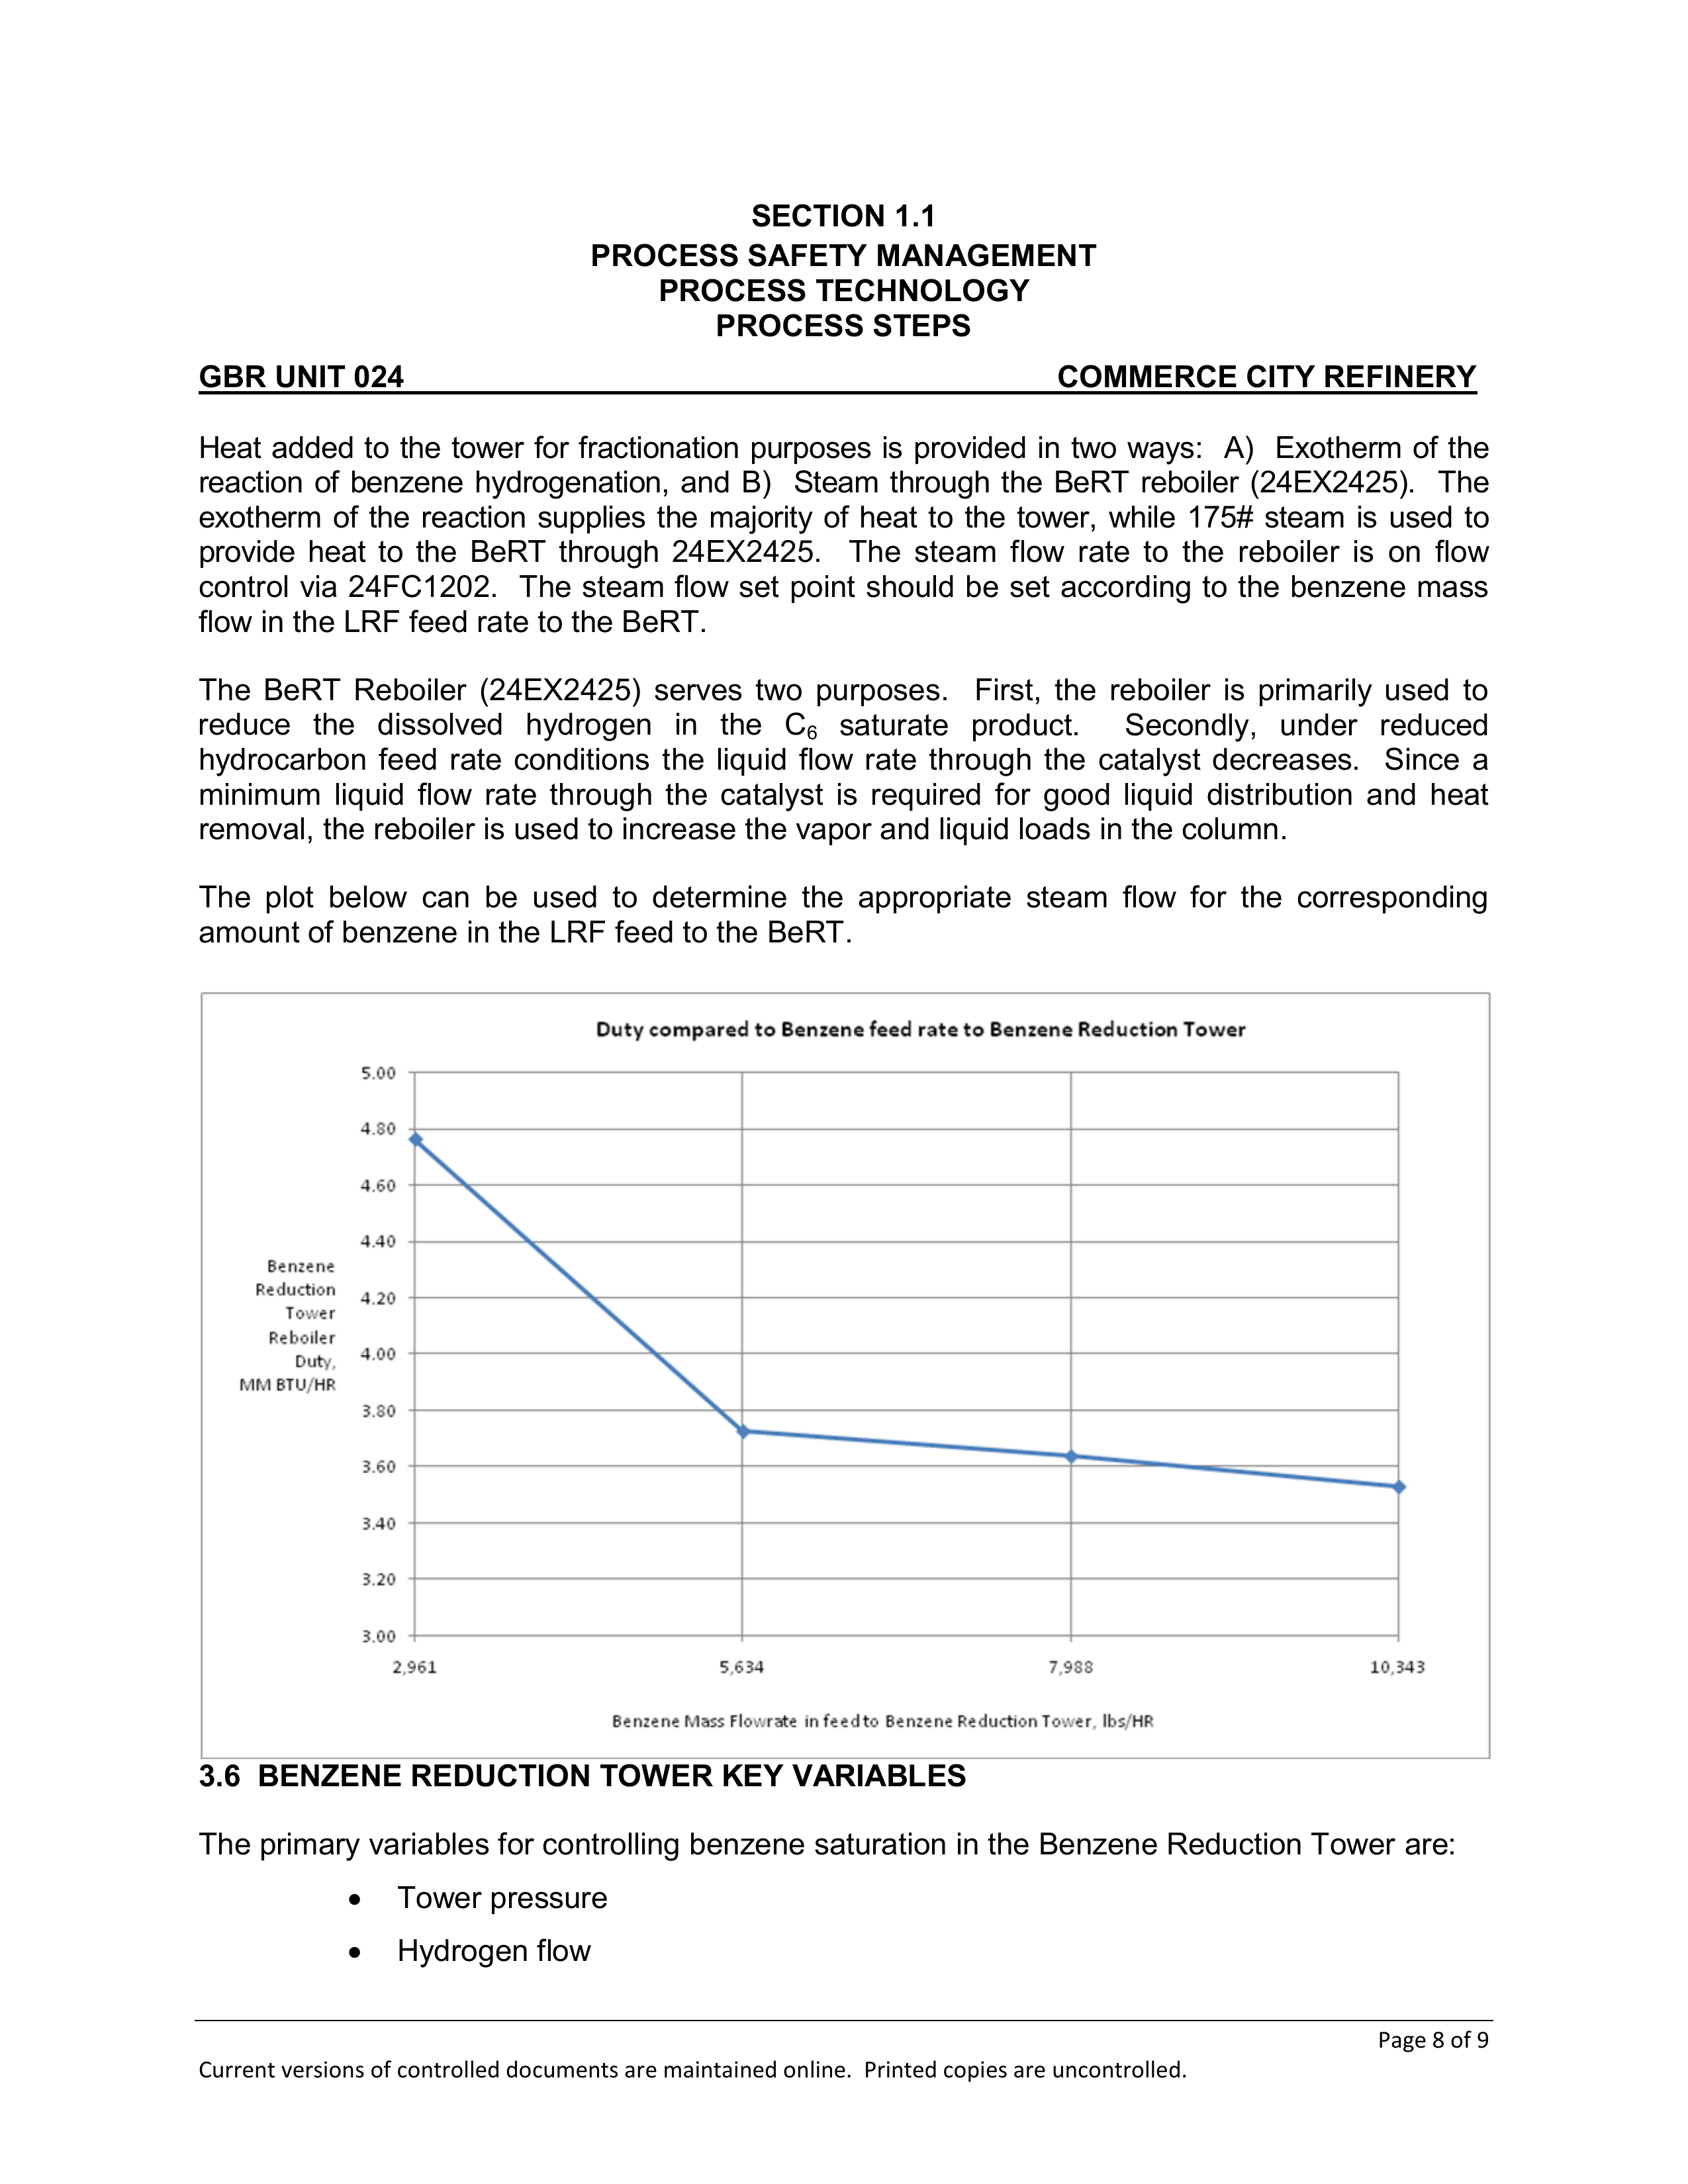 SECTION 1.1
PROCESS SAFETY MANAGEMENT
PROCESS TECHNOLOGY
PROCESS STEPS
GBR UNIT 024 COMMERCE CITY REFINERY
Heat added to the tower for fractionation purposes is provided in two ways: A) Exotherm of the
reaction of benzene hydrogenation, and B) Steam through the BeRT reboiler (24EX2425). The
exotherm of the reaction supplies the majority of heat to the tower, while 175# steam is used to
provide heat to the BeRT through 24EX2425. The steam flow rate to the reboiler is on flow
control via 24FC1202. The steam flow set point should be set according to the benzene mass
flow in the LRF feed rate to the BeRT.
The BeRT Reboiler (24EX2425) serves two purposes. First, the reboiler is primarily used to
reduce the dissolved hydrogen in the C₆ saturate product. Secondly, under reduced
hydrocarbon feed rate conditions the liquid flow rate through the catalyst decreases. Since a
minimum liquid flow rate through the catalyst is required for good liquid distribution and heat
removal, the reboiler is used to increase the vapor and liquid loads in the column.
The plot below can be used to determine the appropriate steam flow for the corresponding
amount of benzene in the LRF feed to the BeRT.
Duty compared to Benzene feed rate to Benzene Reduction Tower
5.00
4.80
4.60
4.40
4.20
4.00
3.80
3.60
3.40
3.20
3.00
Benzene
Reduction
Tower
Reboiler
Duty,
MM BTU/HR
2,961 5,634 7,988 10,343
Benzene Mass Flowrate in feed to Benzene Reduction Tower, lbs/HR
3.6 BENZENE REDUCTION TOWER KEY VARIABLES
The primary variables for controlling benzene saturation in the Benzene Reduction Tower are:
• Tower pressure
• Hydrogen flow
Page 8 of 9
Current versions of controlled documents are maintained online. Printed copies are uncontrolled.